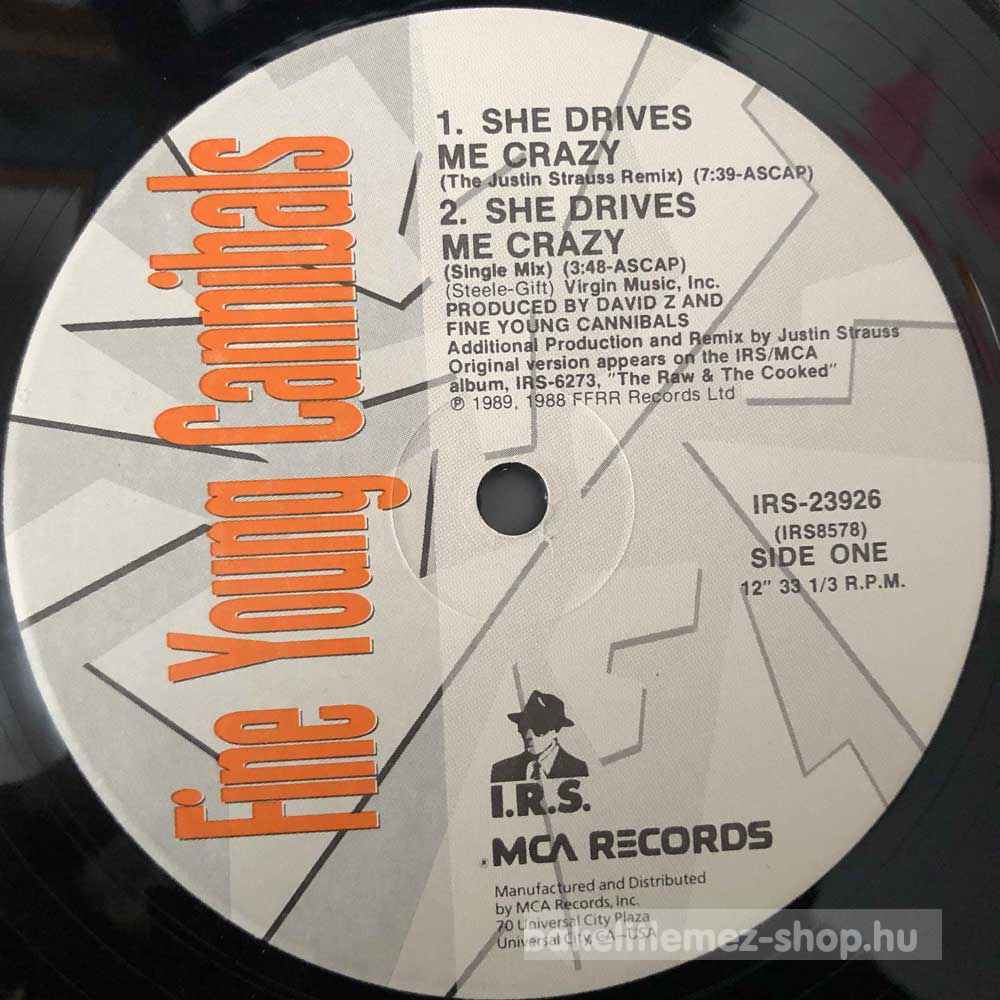 Fine Young Cannibals
1. SHE DRIVES
ME CRAZY
(The Justin Strauss Remix) (7:39-ASCAP)
2. SHE DRIVES
ME CRAZY
(Single Mix) (3:48-ASCAP)
(Steele-Gift) Virgin Music, Inc.
PRODUCED BY DAVID Z AND
FINE YOUNG CANNIBALS
Additional Production and Remix by Justin Strauss
Original version appears on the IRS/MCA
album, IRS-6273, "The Raw & The Cooked"
℗ 1989, 1988 FFRR Records Ltd
IRS-23926
(IRS8578)
SIDE ONE
12" 33 1/3 R.P.M.
I.R.S.
MCA RECORDS
Manufactured and Distributed
by MCA Records, Inc.
70 Universal City Plaza
Universal City, CA-USA
bakelitlemez-shop.hu